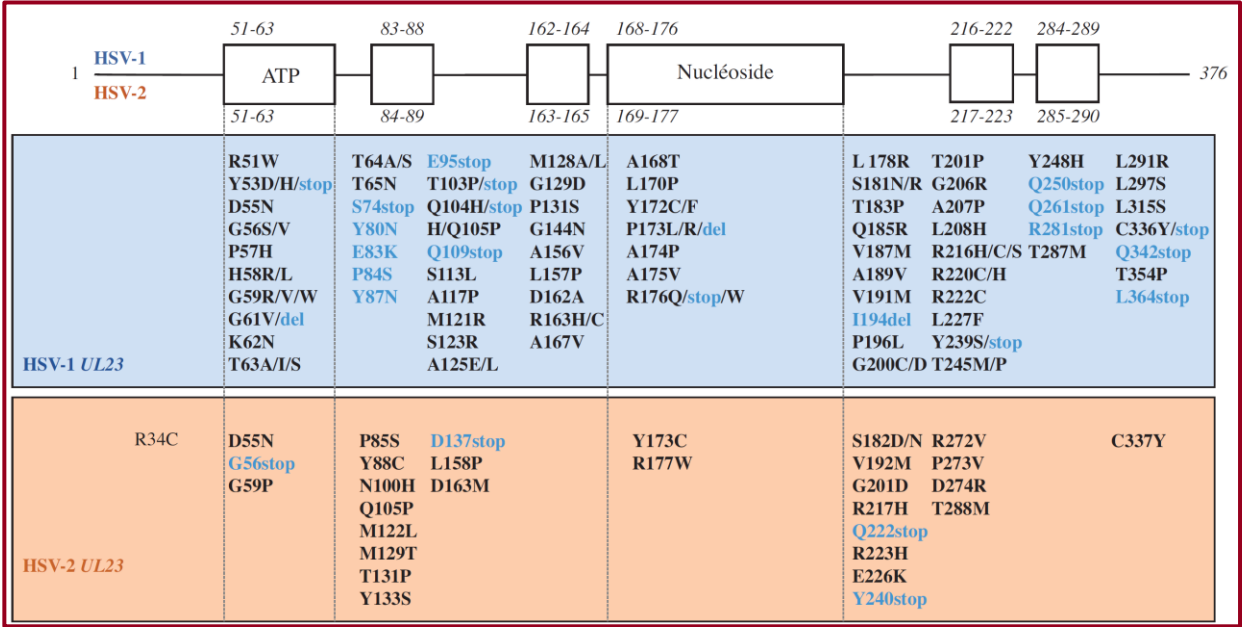 51-63 83-88 162-164 168-176 216-222 284-289
HSV-1
1 ATP Nucléoside 376
HSV-2
51-63 84-89 163-165 169-177 217-223 285-290
R51W T64A/S E95stop M128A/L A168T L 178R T201P Y248H L291R
Y53D/H/stop T65N T103P/stop G129D L170P S181N/R G206R Q250stop L297S
D55N S74stop Q104H/stop P131S Y172C/F T183P A207P Q261stop L315S
G56S/V Y80N H/Q105P G144N P173L/R/del Q185R L208H R281stop C336Y/stop
P57H E83K Q109stop A156V A174P V187M R216H/C/S T287M Q342stop
H58R/L P84S S113L L157P A175V A189V R220C/H T354P
G59R/V/W Y87N A117P D162A R176Q/stop/W V191M R222C L364stop
G61V/del M121R R163H/C I194del L227F
K62N S123R A167V P196L Y239S/stop
HSV-1 UL23 T63A/I/S A125E/L G200C/D T245M/P
R34C D55N P85S D137stop Y173C S182D/N R272V C337Y
G56stop Y88C L158P R177W V192M P273V
G59P N100H D163M G201D D274R
Q105P R217H T288M
M122L Q222stop
M129T R223H
HSV-2 UL23 T131P E226K
Y133S Y240stop